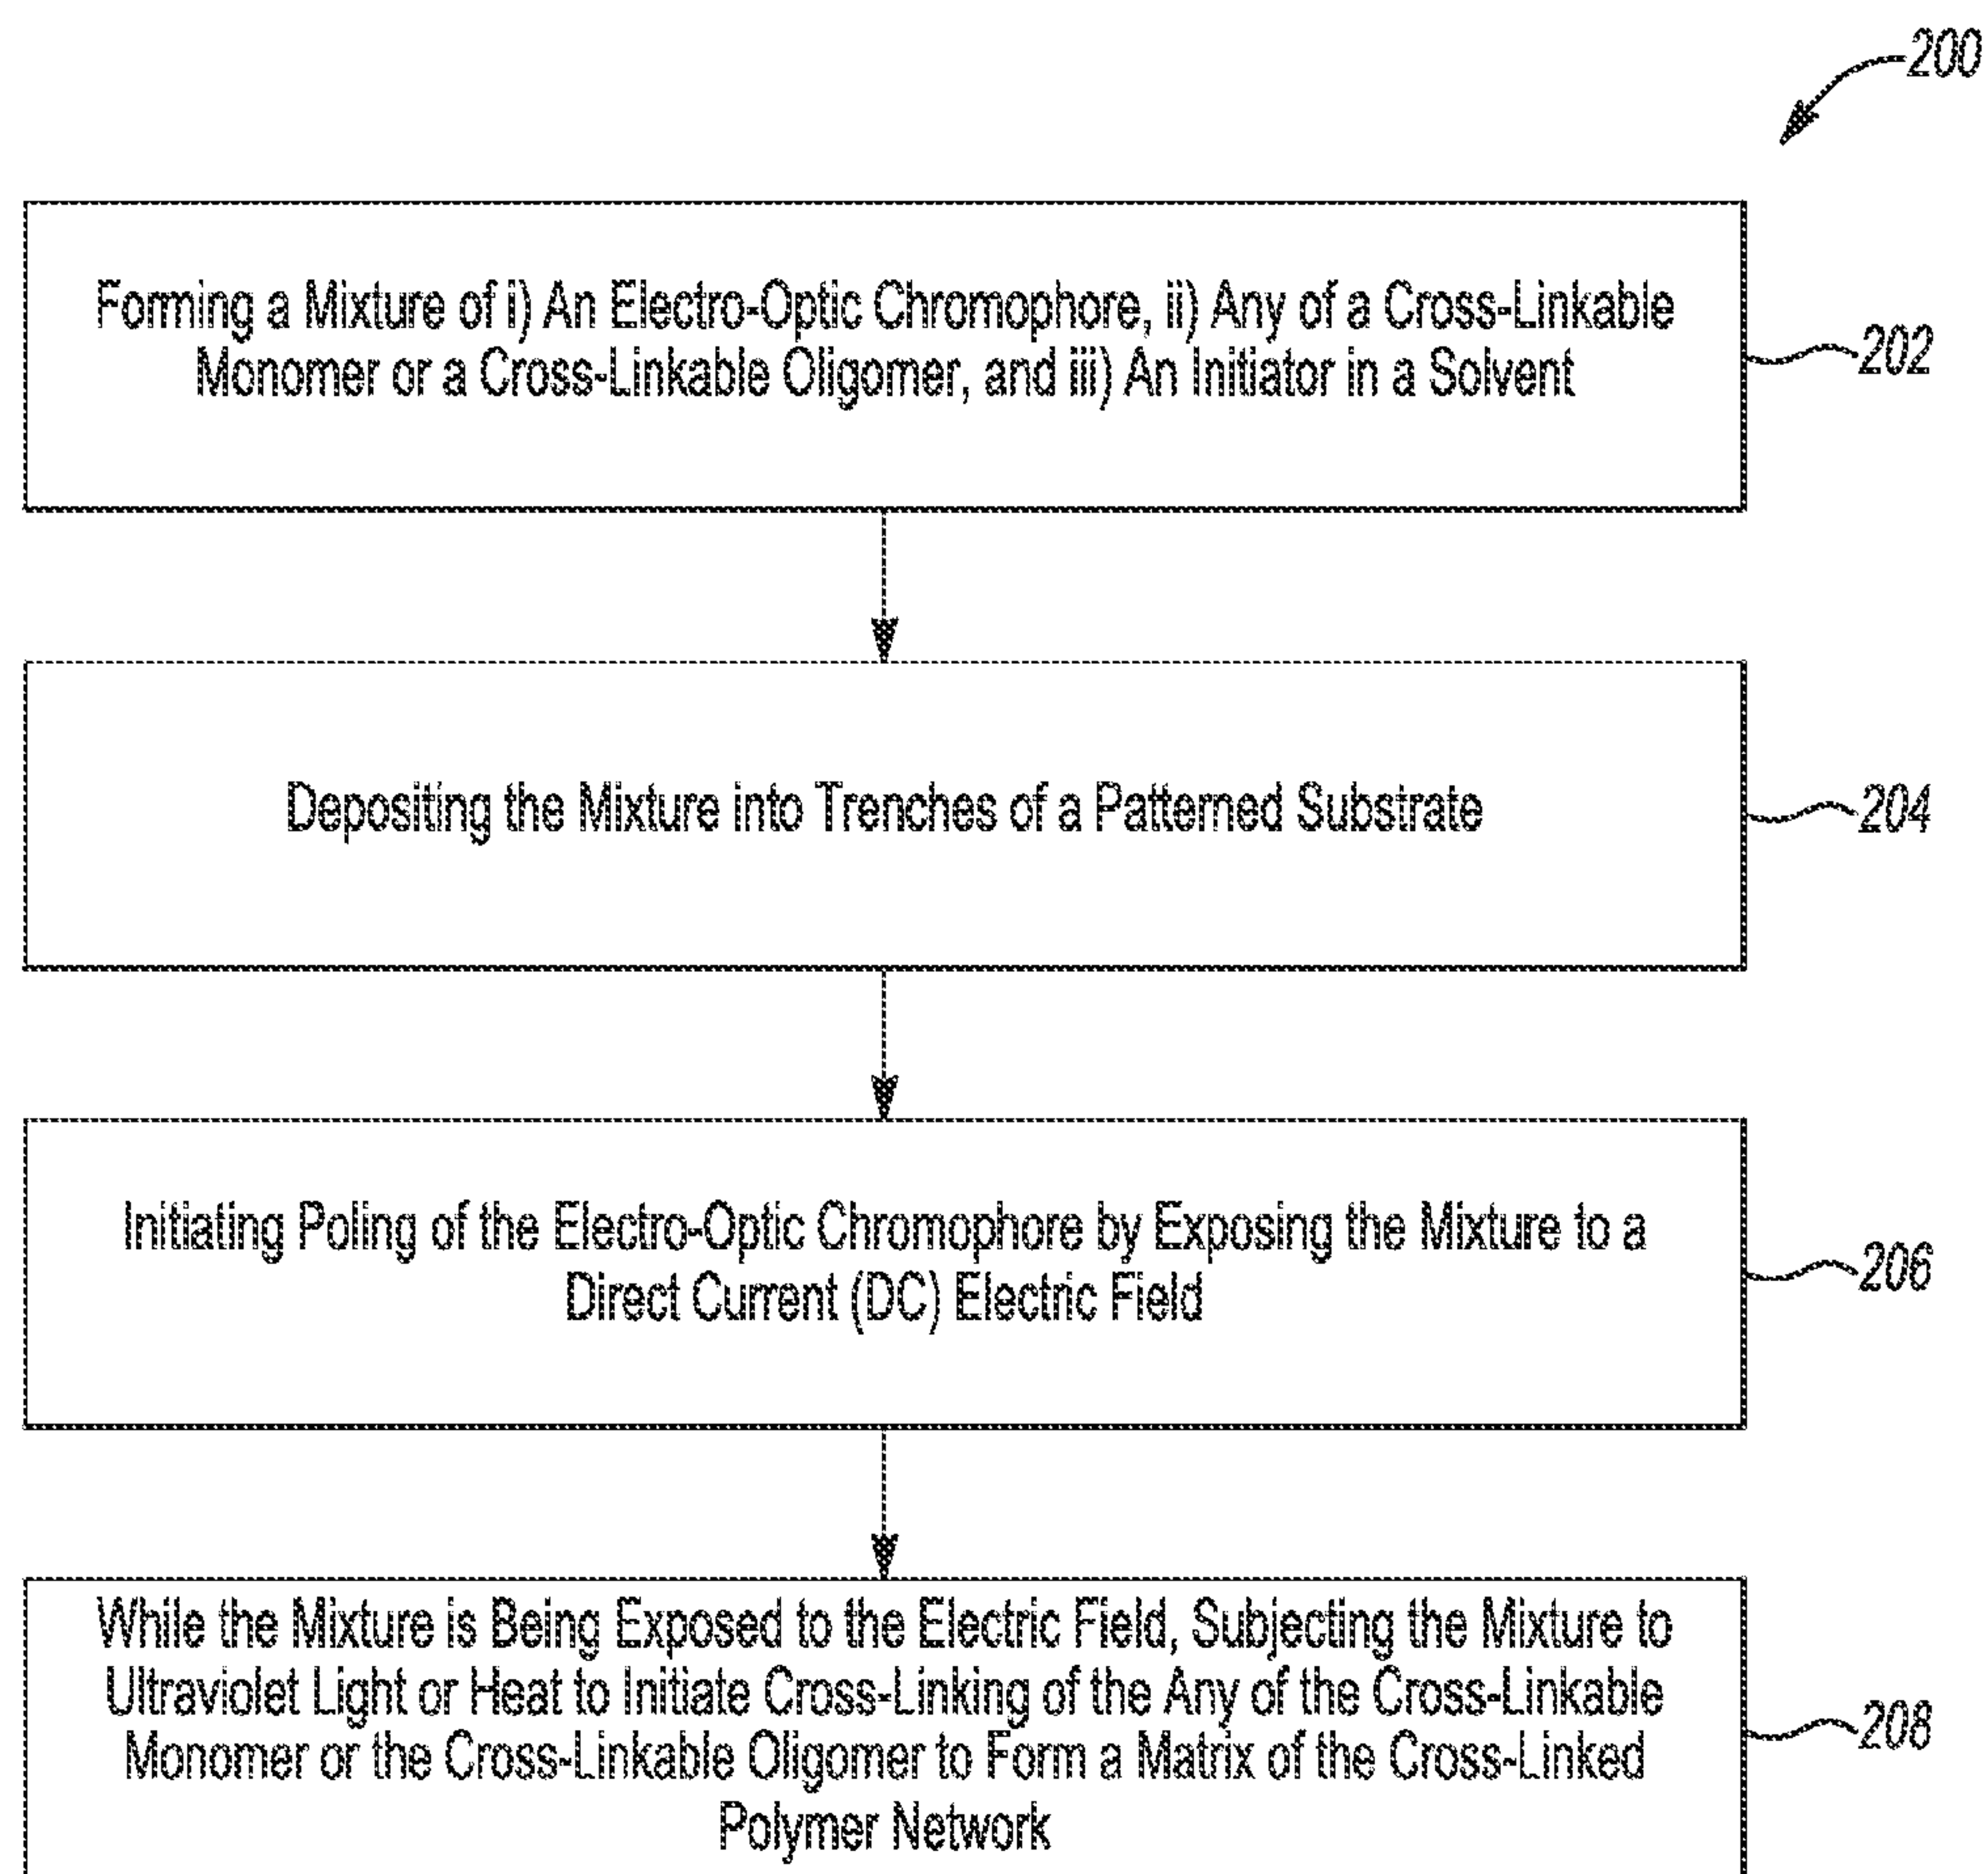 200
Forming a Mixture of i) An Electro-Optic Chromophore, ii) Any of a Cross-Linkable
Monomer or a Cross-Linkable Oligomer, and iii) An Initiator in a Solvent
202
Depositing the Mixture into Trenches of a Patterned Substrate
204
Initiating Poling of the Electro-Optic Chromophore by Exposing the Mixture to a
Direct Current (DC) Electric Field
206
While the Mixture is Being Exposed to the Electric Field, Subjecting the Mixture to
Ultraviolet Light or Heat to Initiate Cross-Linking of the Any of the Cross-Linkable
Monomer or the Cross-Linkable Oligomer to Form a Matrix of the Cross-Linked
Polymer Network
208